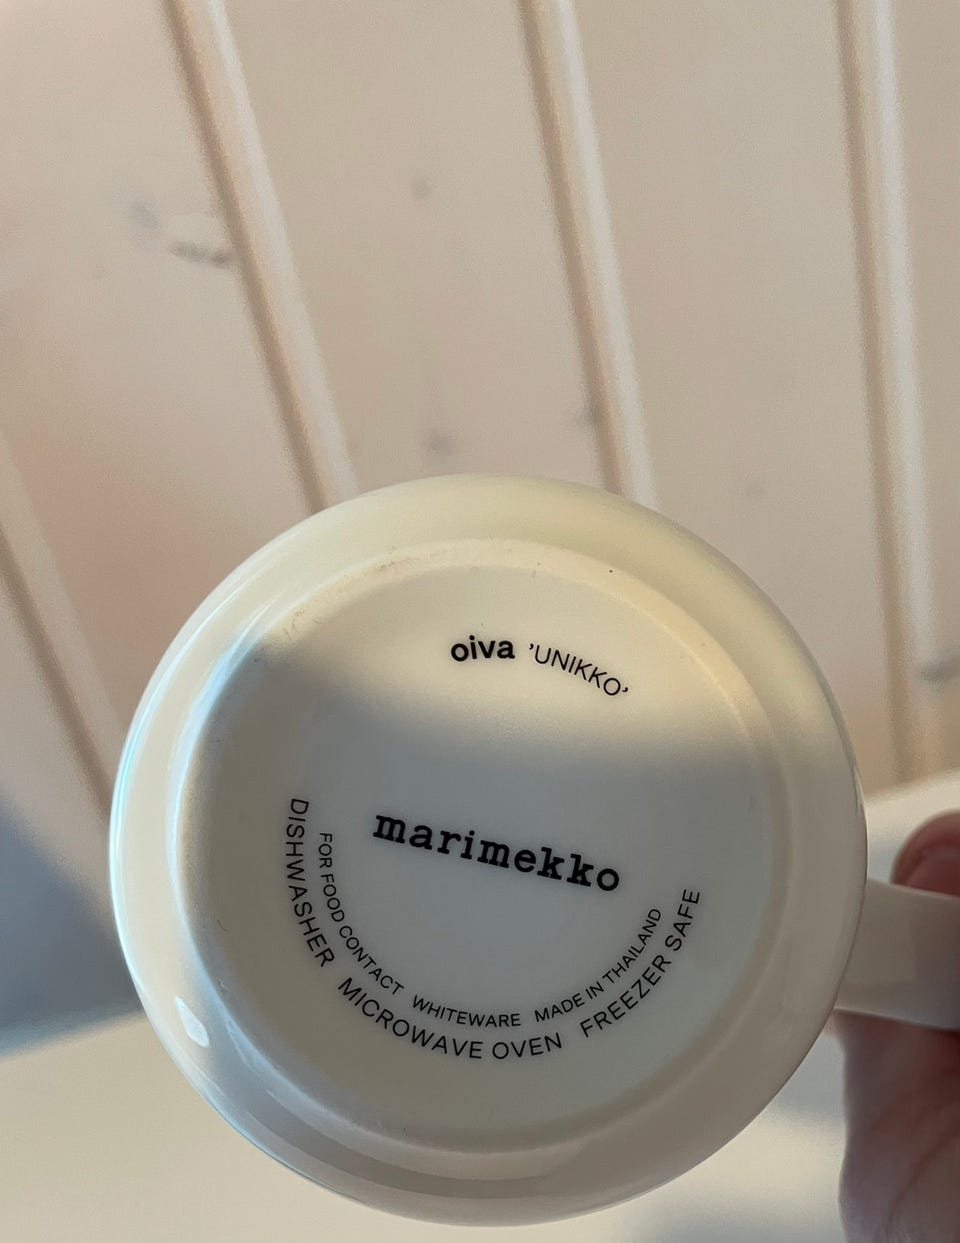 oiva ’UNIKKO’
marimekko
FOR FOOD CONTACT WHITEWARE MADE IN THAILAND
DISHWASHER MICROWAVE OVEN FREEZER SAFE